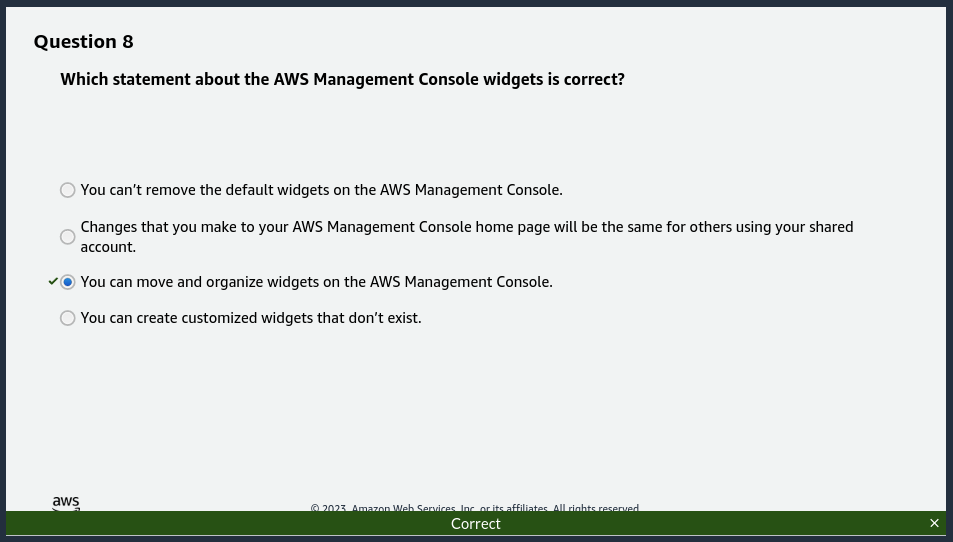 Question 8
Which statement about the AWS Management Console widgets is correct?
You can’t remove the default widgets on the AWS Management Console.
Changes that you make to your AWS Management Console home page will be the same for others using your shared
account.
You can move and organize widgets on the AWS Management Console.
You can create customized widgets that don’t exist.
aws
© 2023, Amazon Web Services, Inc. or its affiliates. All rights reserved.
Correct